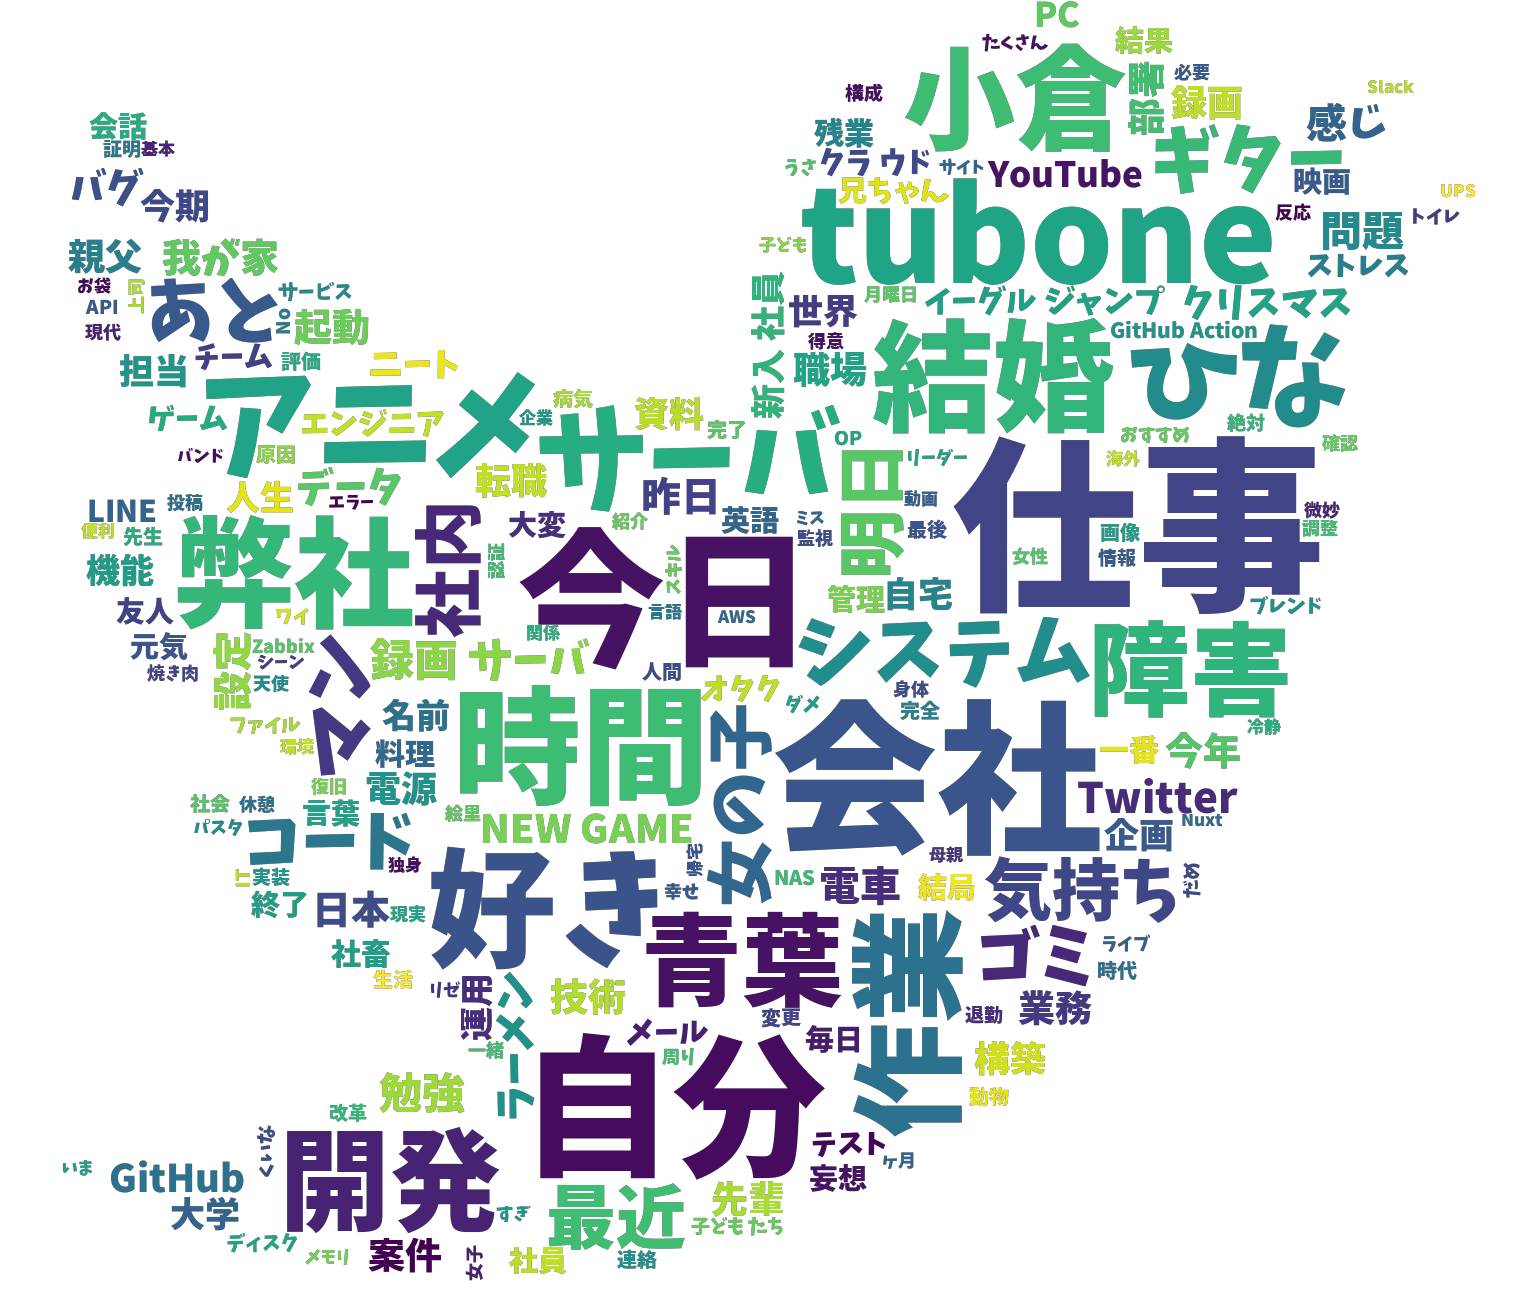 PC
たくさん
結果
小倉
部署
必要
Slack
構成
録画
感じ
会話
残業
証明
基本
ギター
うさ
クラウド
サイト
YouTube
映画
バグ
今期
兄ちゃん
tubone
反応
UPS
トイレ
問題
親父
我が家
子ども
ストレス
お袋
上司
API
あと
サービス
社員
世界
月曜日
イーグル
ジャンプ
クリスマス
現代
No
起動
得意
結婚
GitHub Action
ひな
担当
チーム
評価
ニート
新入
職場
アニメ
企業
病気
サーバ
資料
完了
ゲーム
エンジニア
OP
絶対
おすすめ
確認
バンド
原因
データ
転職
昨日
明日
リーダー
海外
仕事
人生
エラー
LINE
投稿
便利
先生
弊社
社内
大変
紹介
英語
ミス
監視
動画
最後
画像
微妙
調整
今日
機能
認証
スキル
女性
情報
友人
ワイ
言語
AWS
管理
自宅
ブレンド
元気
設定
Zabbix
シーン
マン
録画
サーバ
関係
システム
障害
焼き肉
天使
人間
オタク
ダメ
身体
完全
ファイル
環境
名前
時間
女の子
会社
冷静
料理
一番
今年
復旧
電源
Twitter
社会
休憩
言葉
絵里
NEW GAME
企画
Nuxt
パスタ
コード
独身
好き
帰宅
母親
IT
実装
幸せ
NAS
電車
結局
気持ち
だめ
終了
日本
現実
青葉
作業
社畜
ゴミ
ライブ
生活
時代
リゼ
運用
ラーメン
技術
変更
退勤
業務
メール
毎日
一緒
周り
構築
自分
勉強
改革
動物
くいな
開発
テスト
いま
GitHub
妄想
ヶ月
大学
すぎ
最近
先輩
子どもたち
ディスク
メモリ
案件
女子
社員
連絡